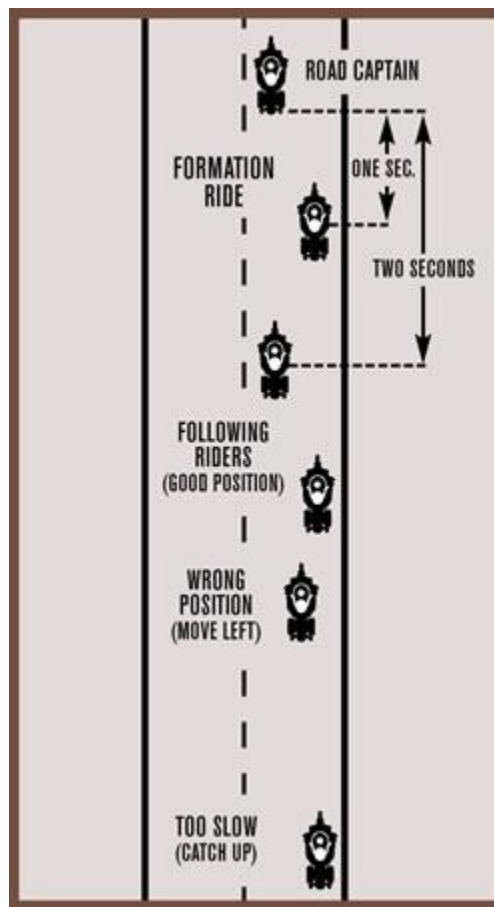 ROAD CAPTAIN
FORMATION
RIDE
ONE SEC.
TWO SECONDS
FOLLOWING
RIDERS
(GOOD POSITION)
WRONG
POSITION
(MOVE LEFT)
TOO SLOW
(CATCH UP)